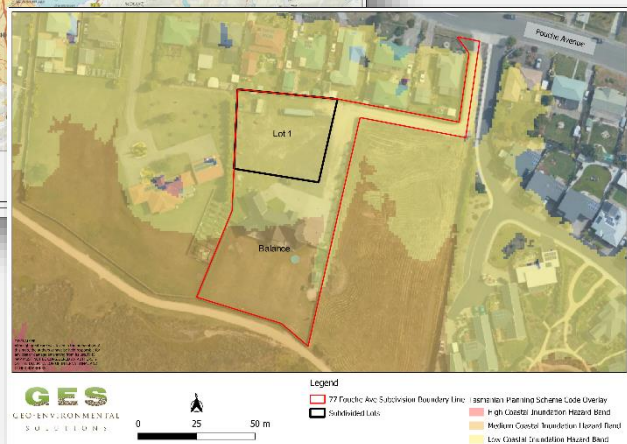 Fouche Avenue
Lot 1
Balance
GES
GEO-ENVIRONMENTAL
SOLUTIONS
0 25 50 m
Legend
77 Fouche Ave Subdivision Boundary Line
Subdivided Lots
Tasmanian Planning Scheme Code Overlay
High Coastal Inundation Hazard Band
Medium Coastal Inundation Hazard Band
Low Coastal Inundation Hazard Band